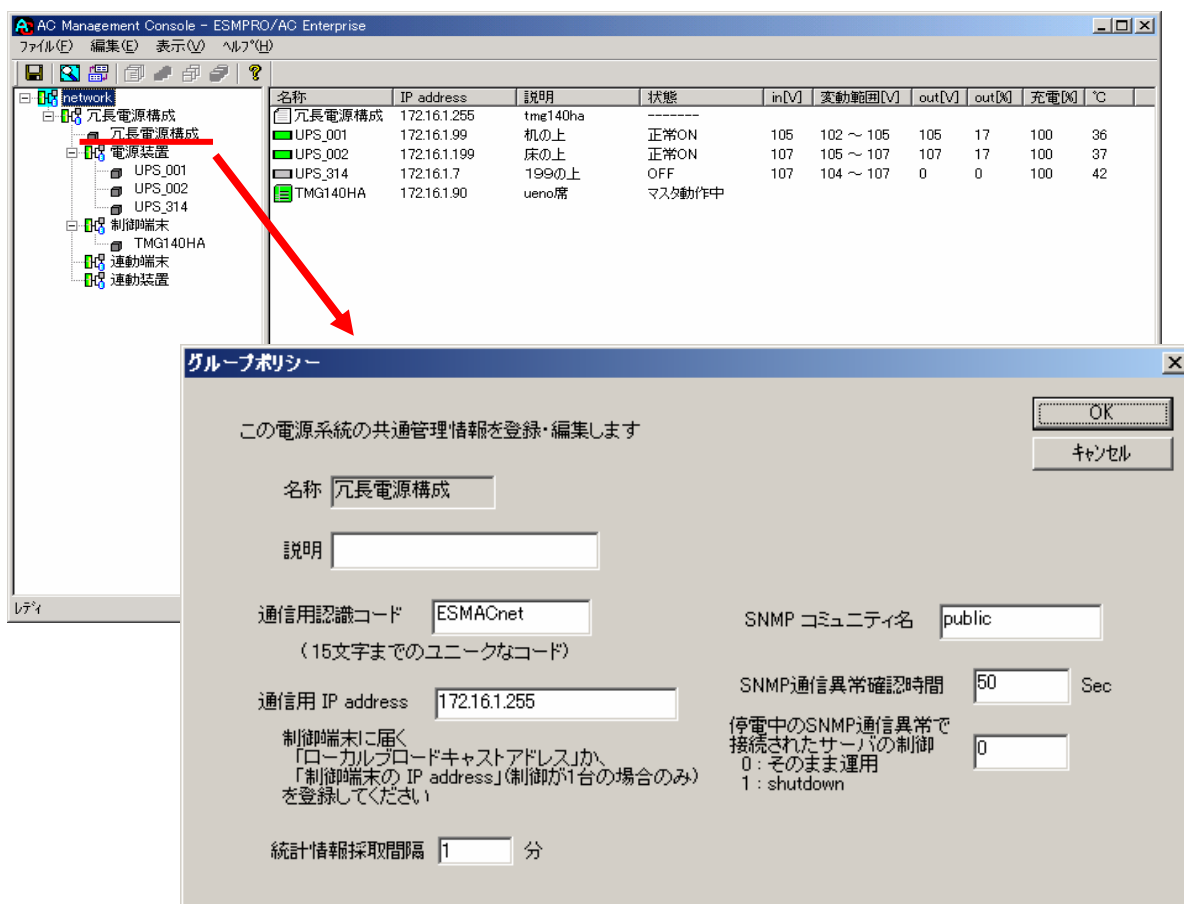 AC Management Console - ESMPRO/AC Enterprise
ファイル(F) 編集(E) 表示(V) ヘルプ(H)
network
冗長電源構成
冗長電源構成
電源装置
UPS_001
UPS_002
UPS_314
制御端末
TMG140HA
連動端末
連動装置
名称 IP address 説明 状態 in[V] 変動範囲[V] out[V] out[%] 充電[%] ℃
冗長電源構成 172.16.1.255 tmg140ha -------
UPS_001 172.16.1.99 机の上 正常ON 105 102 ～ 105 105 17 100 36
UPS_002 172.16.1.199 床の上 正常ON 107 105 ～ 107 107 17 100 37
UPS_314 172.16.1.7 199の上 OFF 107 104 ～ 107 0 0 100 42
TMG140HA 172.16.1.90 ueno席 マスタ動作中
レディ
グループポリシー
OK
キャンセル
この電源系統の共通管理情報を登録・編集します
名称 冗長電源構成
説明
通信用認識コード ESMACnet
（15文字までのユニークなコード）
通信用 IP address 172.16.1.255
制御端末に届く
「ローカルブロードキャストアドレス」か、
「制御端末の IP address」(制御が1台の場合のみ)
を登録してください
統計情報採取間隔 1 分
SNMP コミュニティ名 public
SNMP通信異常確認時間 50 Sec
停電中のSNMP通信異常で
接続されたサーバの制御 0
0 : そのまま運用
1 : shutdown